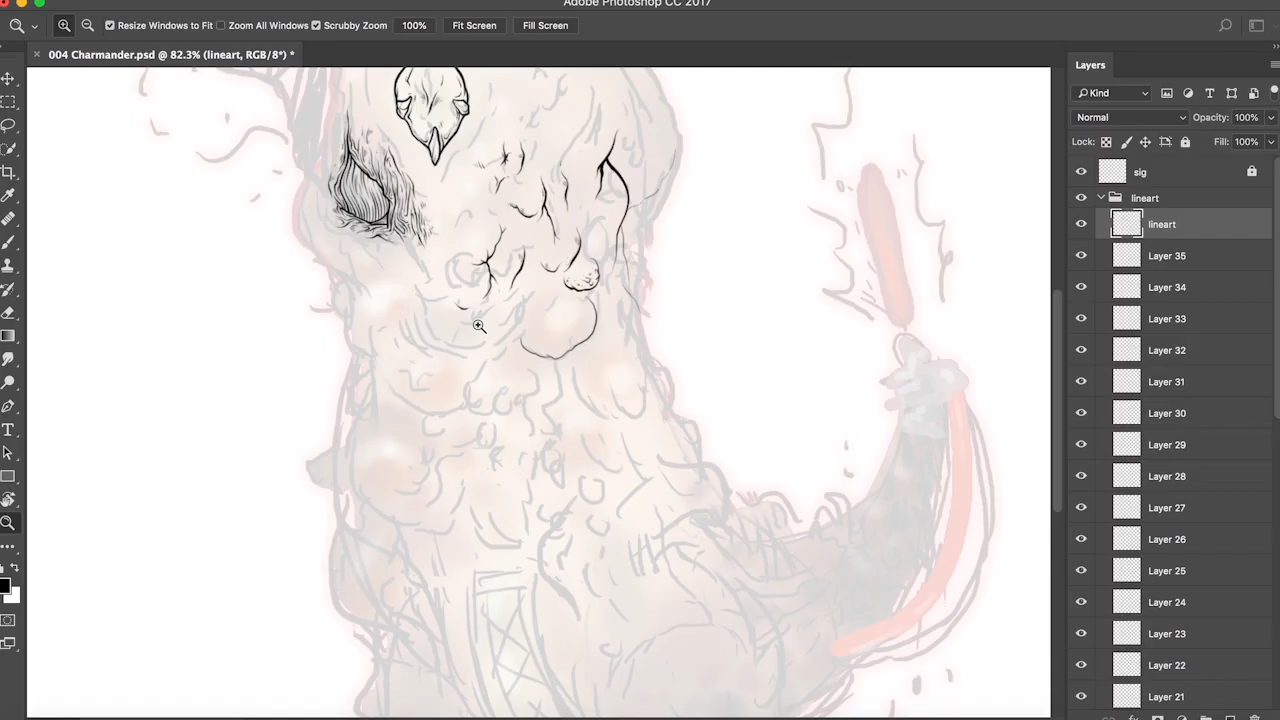 Adobe Photoshop CC 2017
Resize Windows to Fit Zoom All Windows Scrubby Zoom 100% Fit Screen Fill Screen
004 Charmander.psd @ 82.3% (lineart, RGB/8*) *
Layers
Kind
Normal Opacity: 100%
Lock: Fill: 100%
sig
lineart
lineart
Layer 35
Layer 34
Layer 33
Layer 32
Layer 31
Layer 30
Layer 29
Layer 28
Layer 27
Layer 26
Layer 25
Layer 24
Layer 23
Layer 22
Layer 21